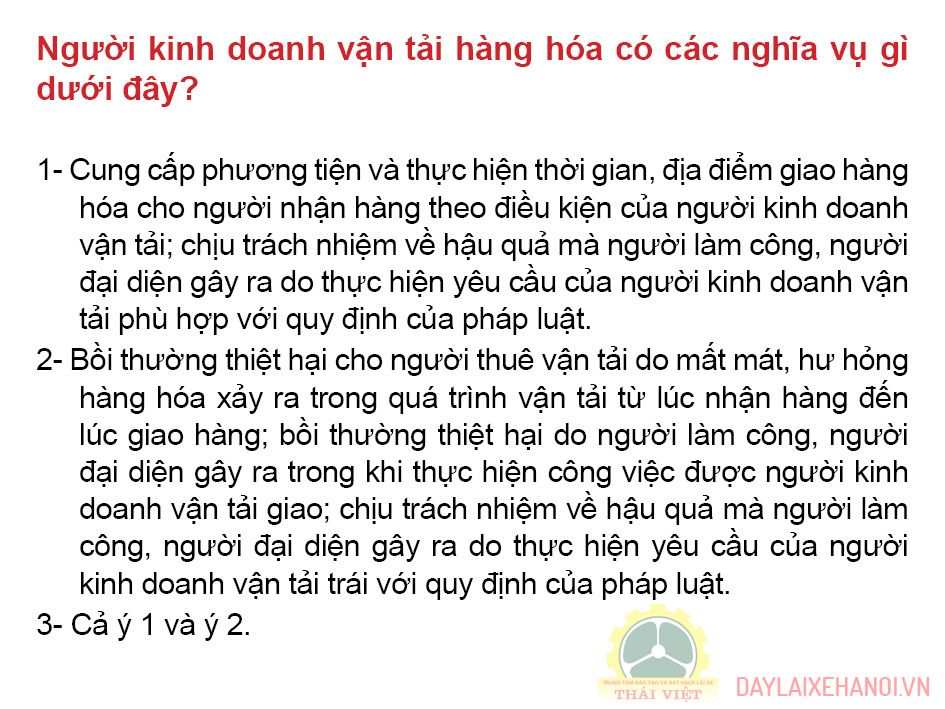 Người kinh doanh vận tải hàng hóa có các nghĩa vụ gì
dưới đây?
1- Cung cấp phương tiện và thực hiện thời gian, địa điểm giao hàng
hóa cho người nhận hàng theo điều kiện của người kinh doanh
vận tải; chịu trách nhiệm về hậu quả mà người làm công, người
đại diện gây ra do thực hiện yêu cầu của người kinh doanh vận
tải phù hợp với quy định của pháp luật.
2- Bồi thường thiệt hại cho người thuê vận tải do mất mát, hư hỏng
hàng hóa xảy ra trong quá trình vận tải từ lúc nhận hàng đến
lúc giao hàng; bồi thường thiệt hại do người làm công, người
đại diện gây ra trong khi thực hiện công việc được người kinh
doanh vận tải giao; chịu trách nhiệm về hậu quả mà người làm
công, người đại diện gây ra do thực hiện yêu cầu của người
kinh doanh vận tải trái với quy định của pháp luật.
3- Cả ý 1 và ý 2.
TRUNG TÂM ĐÀO TẠO VÀ SÁT HẠCH LÁI XE
THÁI VIỆT
DAYLAIXEHANOI.VN